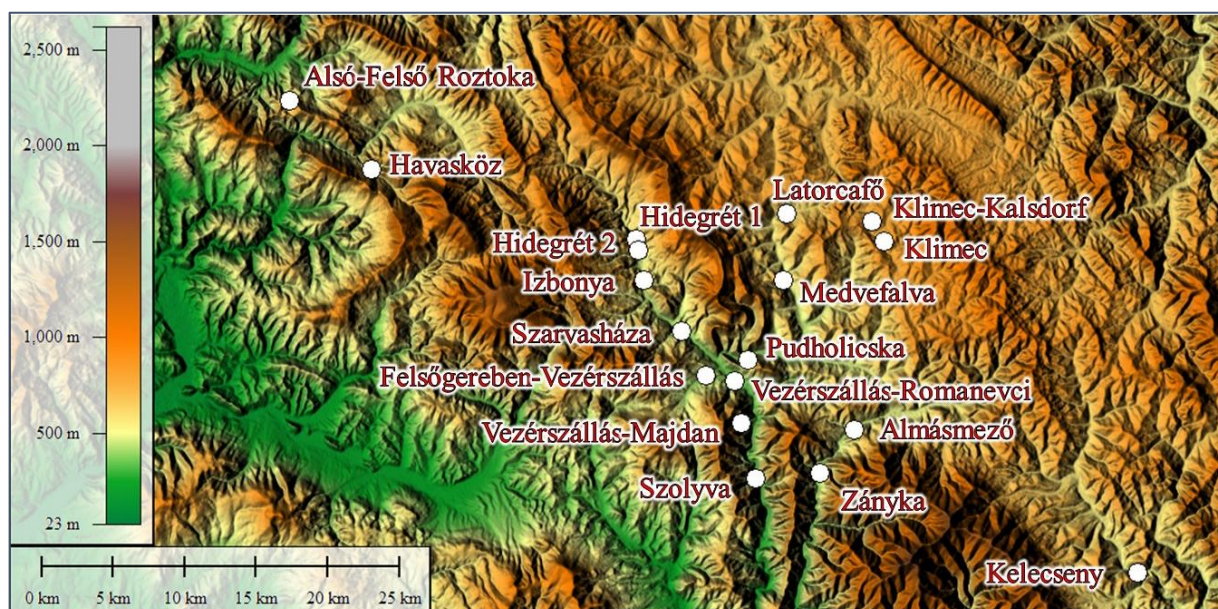 2,500 m
2,000 m
1,500 m
1,000 m
500 m
23 m
Alsó-Felső Roztoka
Havasköz
Latorcafő
Hidegrét 1
Klimec-Kalsdorf
Hidegrét 2
Klimec
Izbonya
Medvefalva
Szarvasháza
Pudholicska
Felsőgereben-Vezérszállás
Vezérszállás-Romanevci
Vezérszállás-Majdan
Almásmező
Szolyva
Zányka
Kelecseny
0 km 5 km 10 km 15 km 20 km 25 km